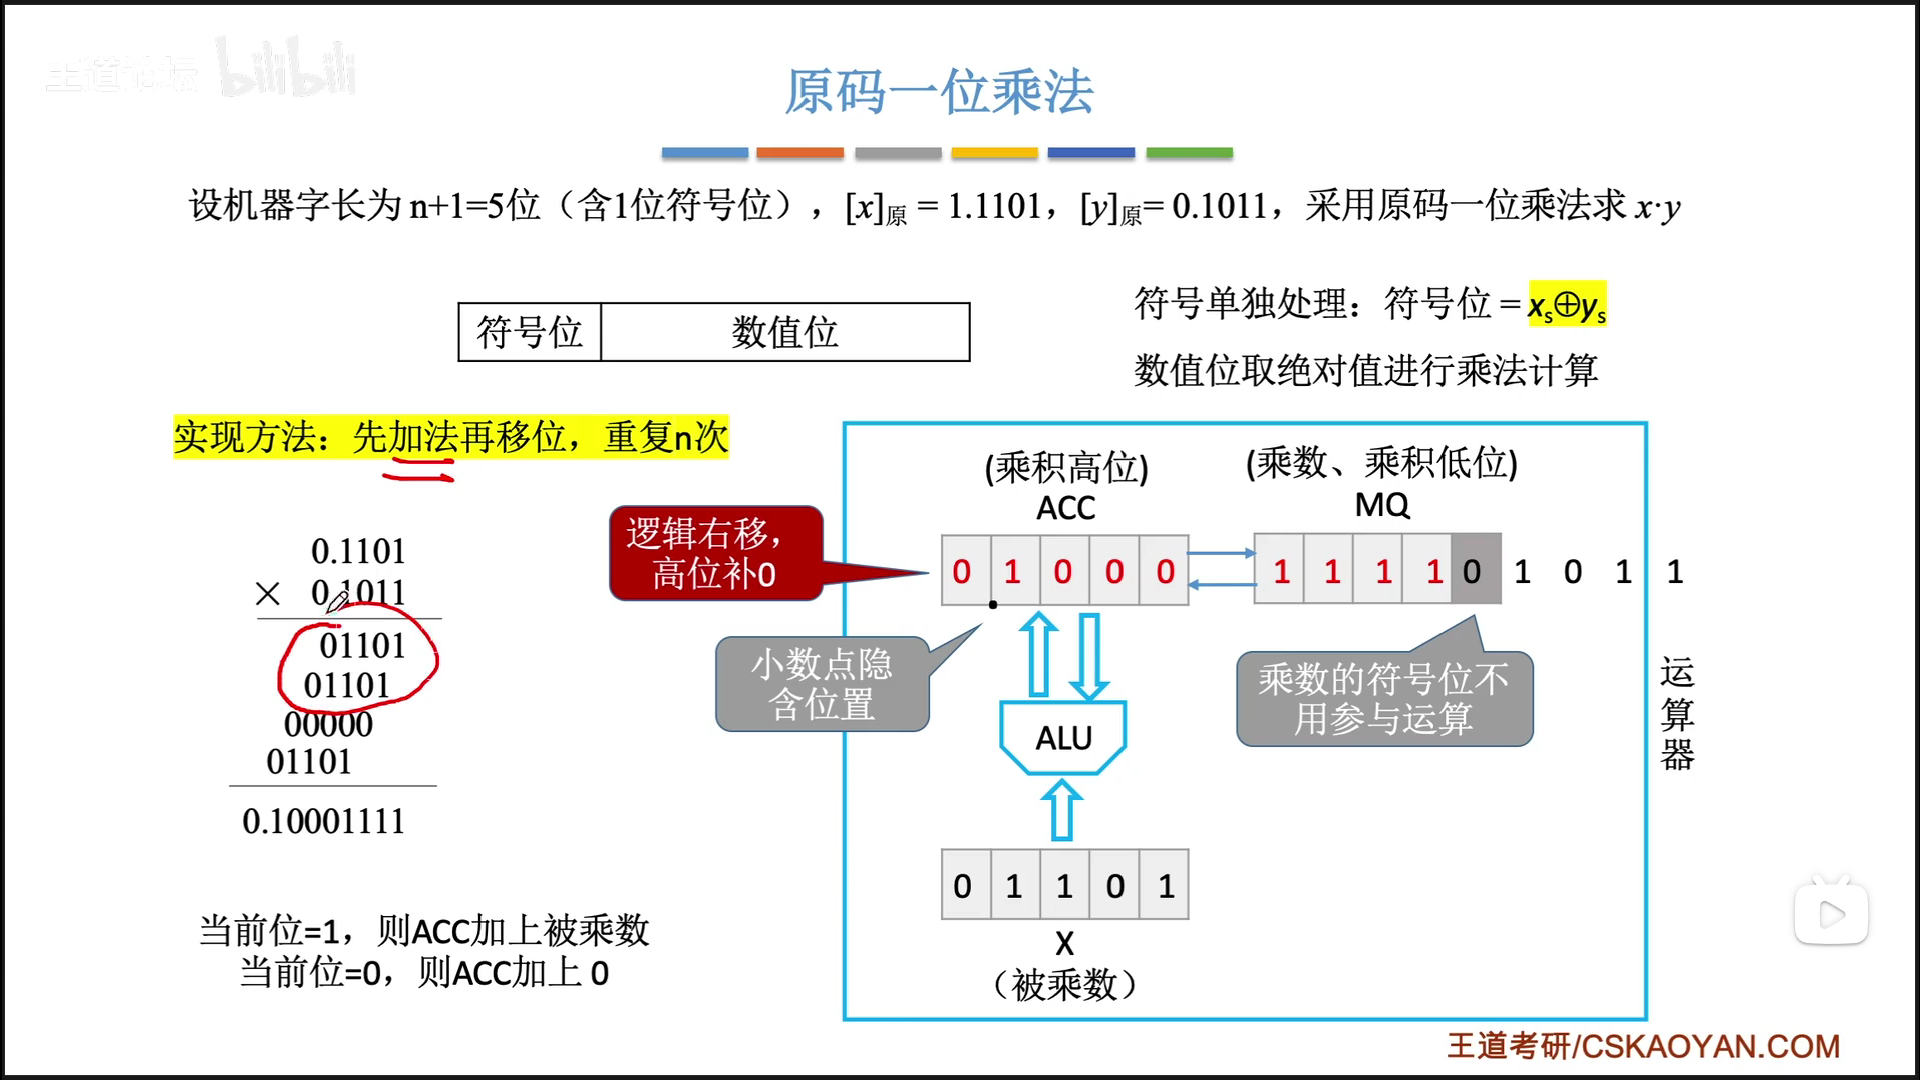 王道论坛 bilibili
原码一位乘法
设机器字长为 n+1=5位（含1位符号位），[x]原 = 1.1101，[y]原= 0.1011，采用原码一位乘法求 x·y
符号位 数值位
符号单独处理：符号位 = xs⊕ys
数值位取绝对值进行乘法计算
实现方法：先加法再移位，重复n次
0.1101
× 0.1011
01101
01101
00000
01101
0.10001111
当前位=1，则ACC加上被乘数
当前位=0，则ACC加上 0
(乘积高位)
ACC
(乘数、乘积低位)
MQ
逻辑右移，
高位补0
0 1 0 0 0
1 1 1 1 0 1 0 1 1
小数点隐
含位置
乘数的符号位不
用参与运算
ALU
0 1 1 0 1
X
（被乘数）
运
算
器
王道考研/CSKAOYAN.COM